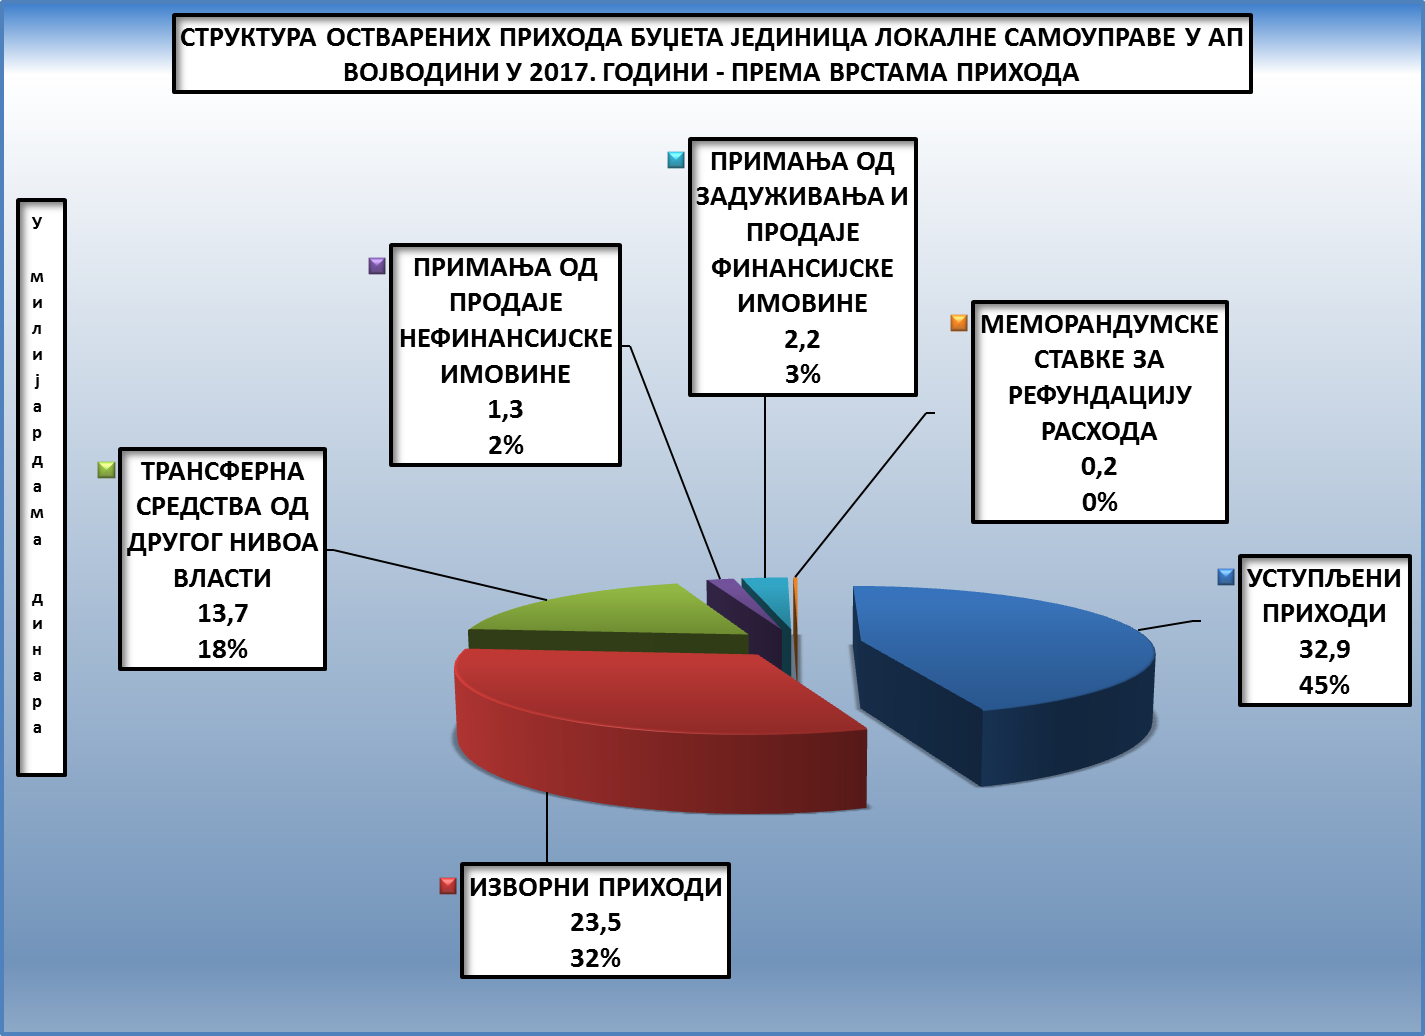 СТРУКТУРА ОСТВАРЕНИХ ПРИХОДА БУЏЕТА ЈЕДИНИЦА ЛОКАЛНЕ САМОУПРАВЕ У АП
ВОЈВОДИНИ У 2017. ГОДИНИ - ПРЕМА ВРСТАМА ПРИХОДА
У милијардама динара
ПРИМАЊА ОД
ЗАДУЖИВАЊА И
ПРОДАЈЕ
ФИНАНСИЈСКЕ
ИМОВИНЕ
2,2
3%
ПРИМАЊА ОД
ПРОДАЈЕ
НЕФИНАНСИЈСКЕ
ИМОВИНЕ
1,3
2%
МЕМОРАНДУМСКЕ
СТАВКЕ ЗА
РЕФУНДАЦИЈУ
РАСХОДА
0,2
0%
ТРАНСФЕРНА
СРЕДСТВА ОД
ДРУГОГ НИВОА
ВЛАСТИ
13,7
18%
УСТУПЉЕНИ
ПРИХОДИ
32,9
45%
ИЗВОРНИ ПРИХОДИ
23,5
32%